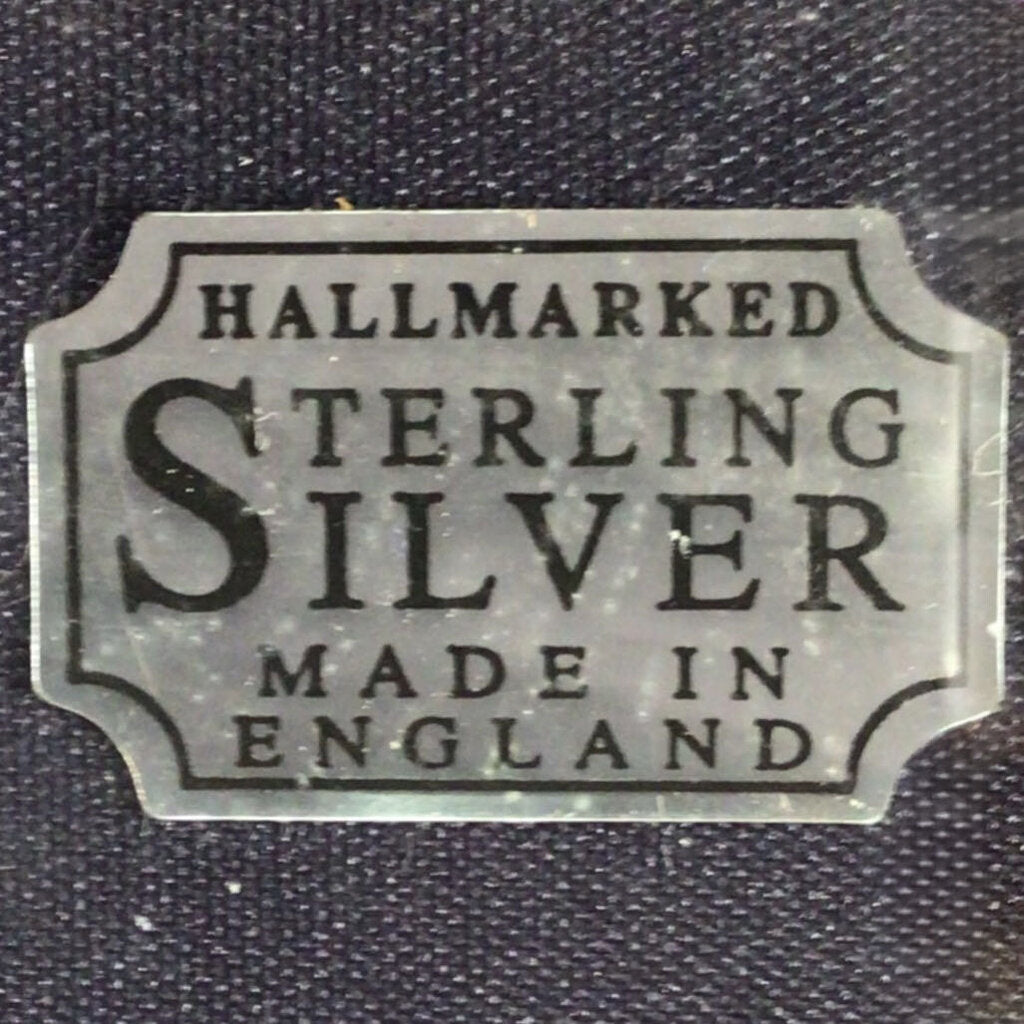 HALLMARKED
STERLING
SILVER
MADE IN
ENGLAND